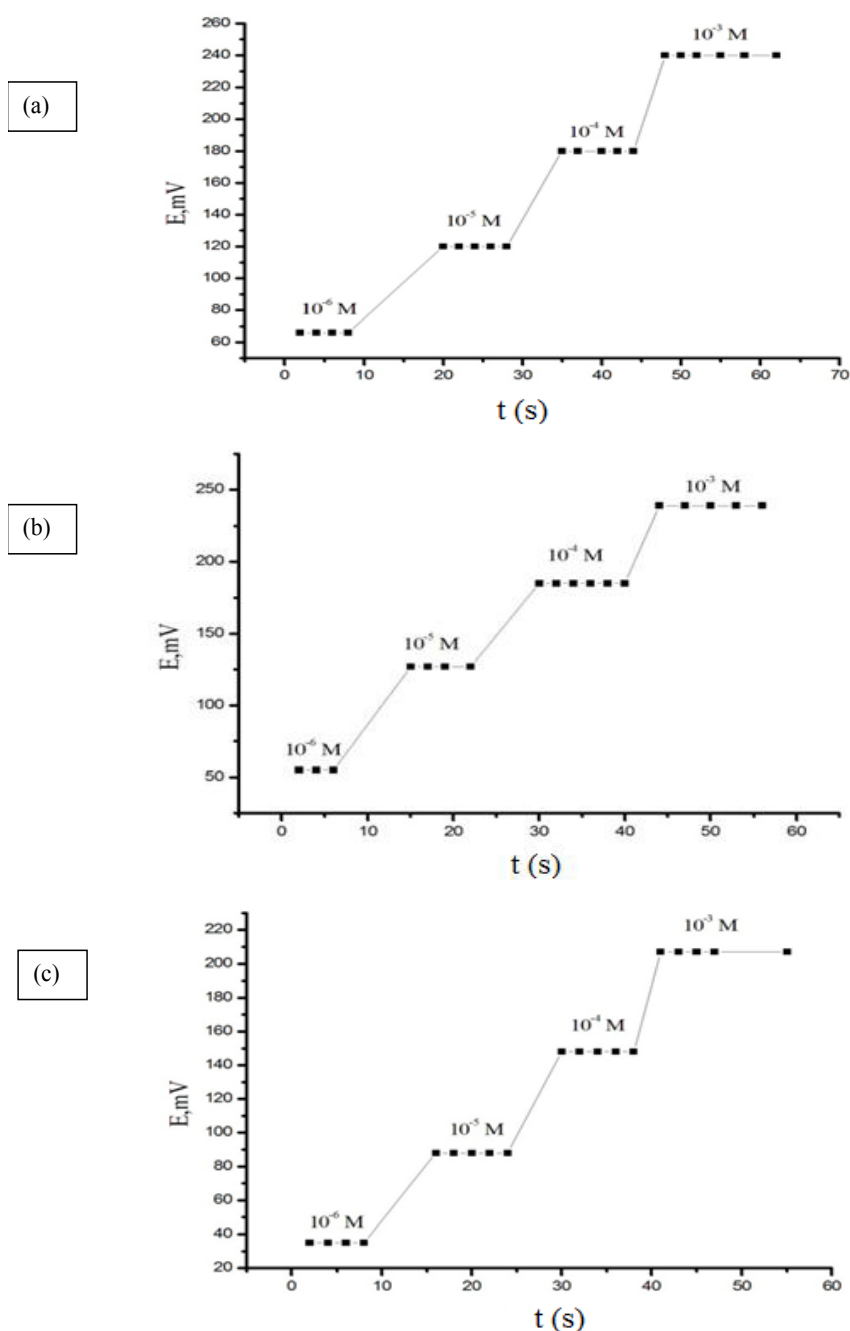 (a)
E,mV
260
240
220
200
180
160
140
120
100
80
60
10⁻⁶ M
10⁻⁵ M
10⁻⁴ M
10⁻³ M
0 10 20 30 40 50 60 70
t (s)
(b)
E,mV
250
200
150
100
50
10⁻⁶ M
10⁻⁵ M
10⁻⁴ M
10⁻³ M
0 10 20 30 40 50 60
t (s)
(c)
E,mV
220
200
180
160
140
120
100
80
60
40
20
10⁻⁶ M
10⁻⁵ M
10⁻⁴ M
10⁻³ M
0 10 20 30 40 50 60
t (s)